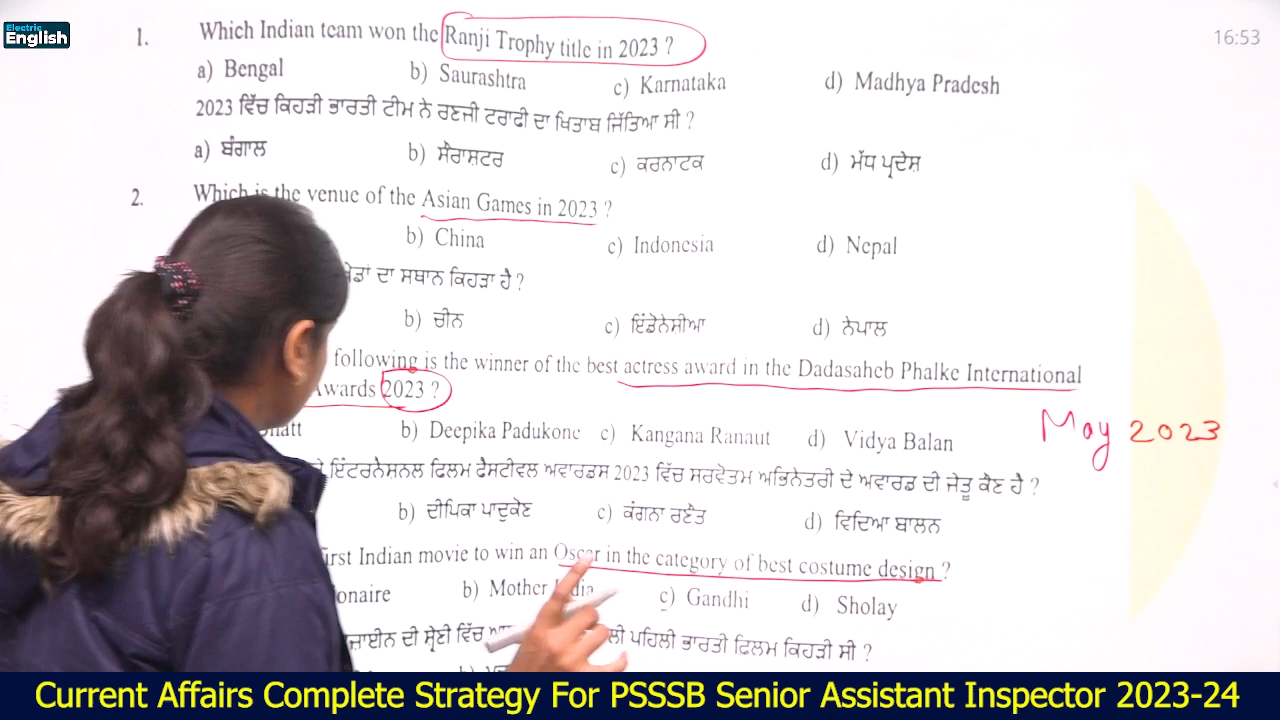 Electric
English
16:53
1. Which Indian team won the Ranji Trophy title in 2023 ?
a) Bengal b) Saurashtra c) Karnataka d) Madhya Pradesh
2023 ਵਿੱਚ ਕਿਹੜੀ ਭਾਰਤੀ ਟੀਮ ਨੇ ਰਣਜੀ ਟਰਾਫੀ ਦਾ ਖਿਤਾਬ ਜਿੱਤਿਆ ਸੀ ?
a) ਬੰਗਾਲ b) ਸੌਰਾਸ਼ਟਰ c) ਕਰਨਾਟਕ d) ਮੱਧ ਪ੍ਰਦੇਸ਼
2. Which is the venue of the Asian Games in 2023 ?
b) China c) Indonesia d) Nepal
ਦਾ ਸਥਾਨ ਕਿਹੜਾ ਹੈ ?
b) ਚੀਨ c) ਇੰਡੋਨੇਸੀਆ d) ਨੇਪਾਲ
following is the winner of the best actress award in the Dadasaheb Phalke International
Awards 2023 ?
b) Deepika Padukone c) Kangana Ranaut d) Vidya Balan
May 2023
ਇੰਟਰਨੈਸ਼ਨਲ ਫਿਲਮ ਫੈਸਟੀਵਲ ਅਵਾਰਡਸ 2023 ਵਿੱਚ ਸਰਵੋਤਮ ਅਭਿਨੇਤਰੀ ਦੇ ਅਵਾਰਡ ਦੀ ਜੇਤੂ ਕੌਣ ਹੈ ?
b) ਦੀਪਿਕਾ ਪਾਦੁਕੋਣ c) ਕੰਗਨਾ ਰਣੌਤ d) ਵਿਦਿਆ ਬਾਲਨ
Indian movie to win an Oscar in the category of best costume design ?
b) Mother India c) Gandhi d) Sholay
ਦੀ ਸ਼੍ਰੇਣੀ ਵਿੱਚ ਪਹਿਲੀ ਭਾਰਤੀ ਫਿਲਮ ਕਿਹੜੀ ਸੀ ?
Current Affairs Complete Strategy For PSSSB Senior Assistant Inspector 2023-24